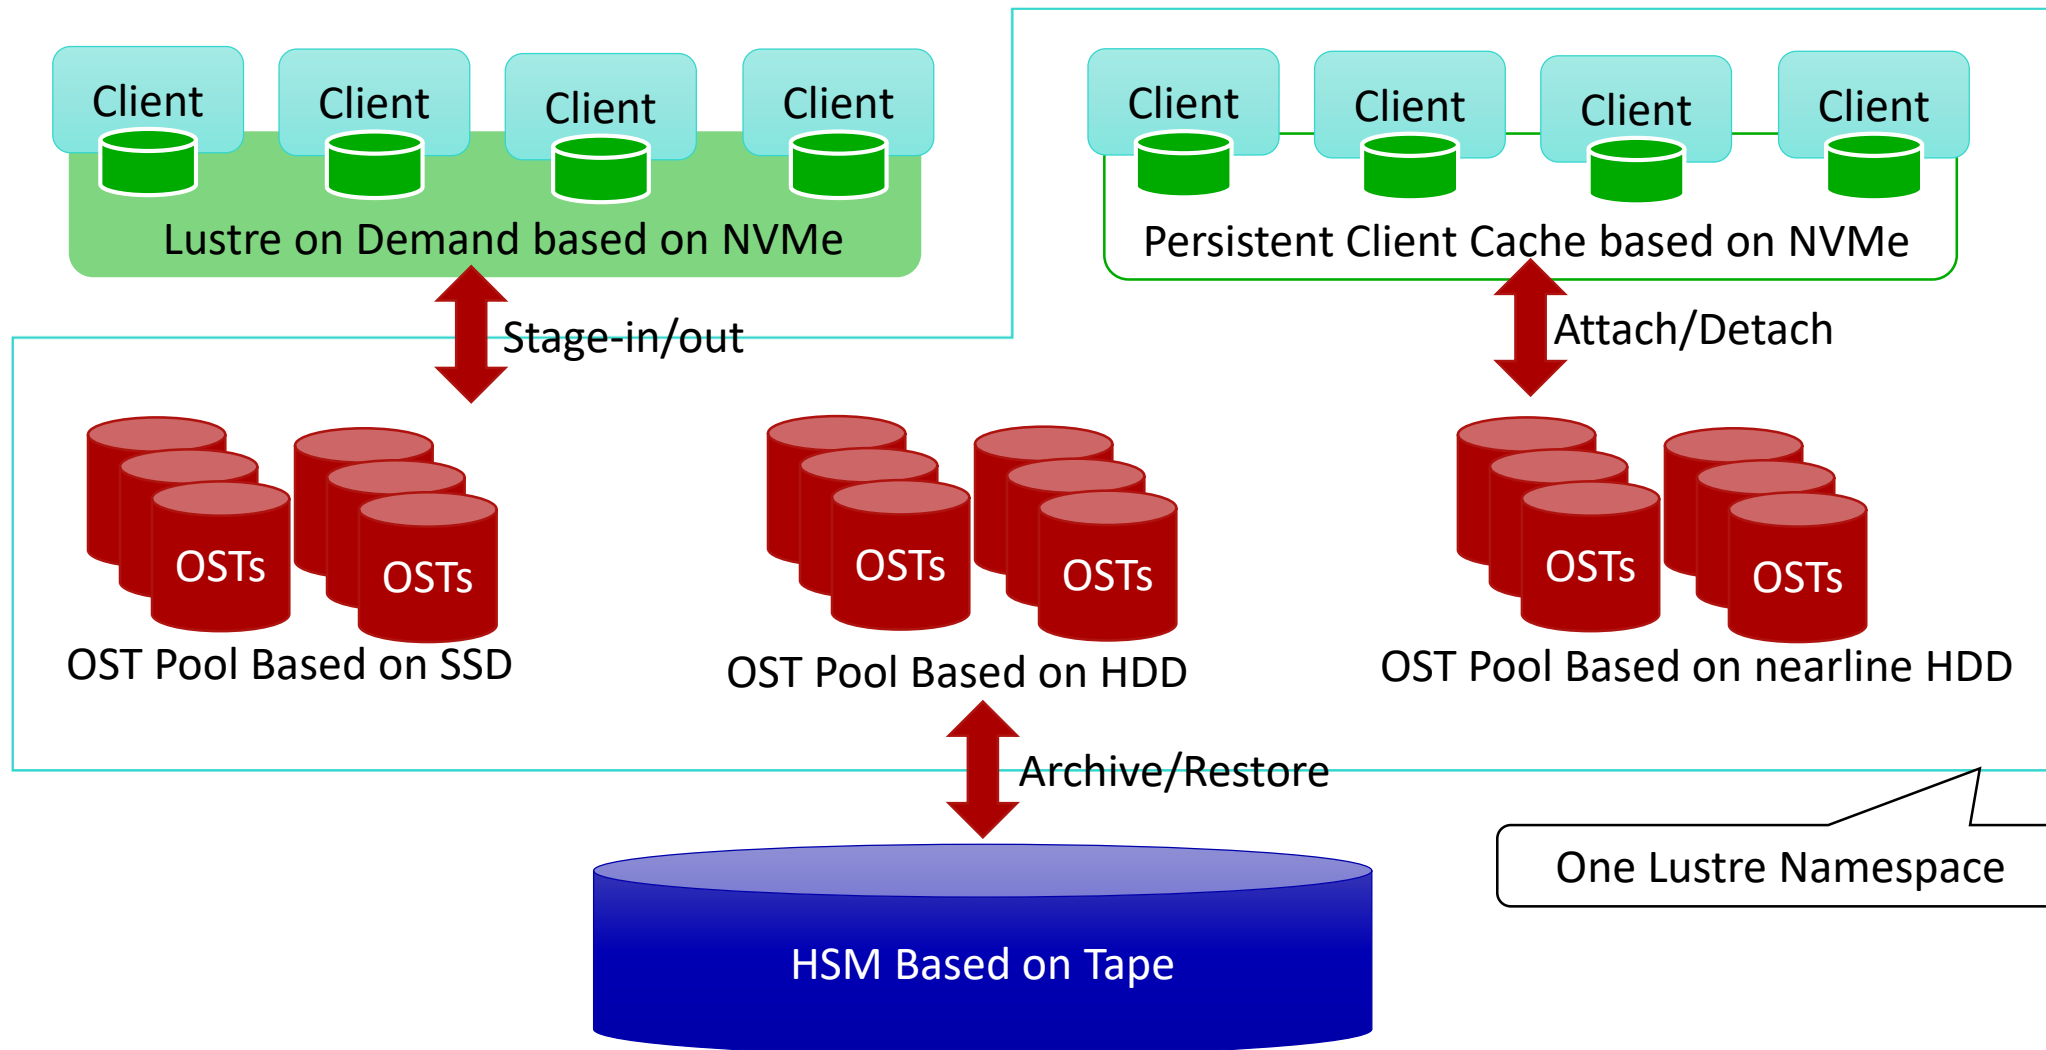 Client
Client
Client
Client
Lustre on Demand based on NVMe
Client
Client
Client
Client
Persistent Client Cache based on NVMe
Stage-in/out
Attach/Detach
OSTs
OSTs
OST Pool Based on SSD
OSTs
OSTs
OST Pool Based on HDD
OSTs
OSTs
OST Pool Based on nearline HDD
Archive/Restore
One Lustre Namespace
HSM Based on Tape